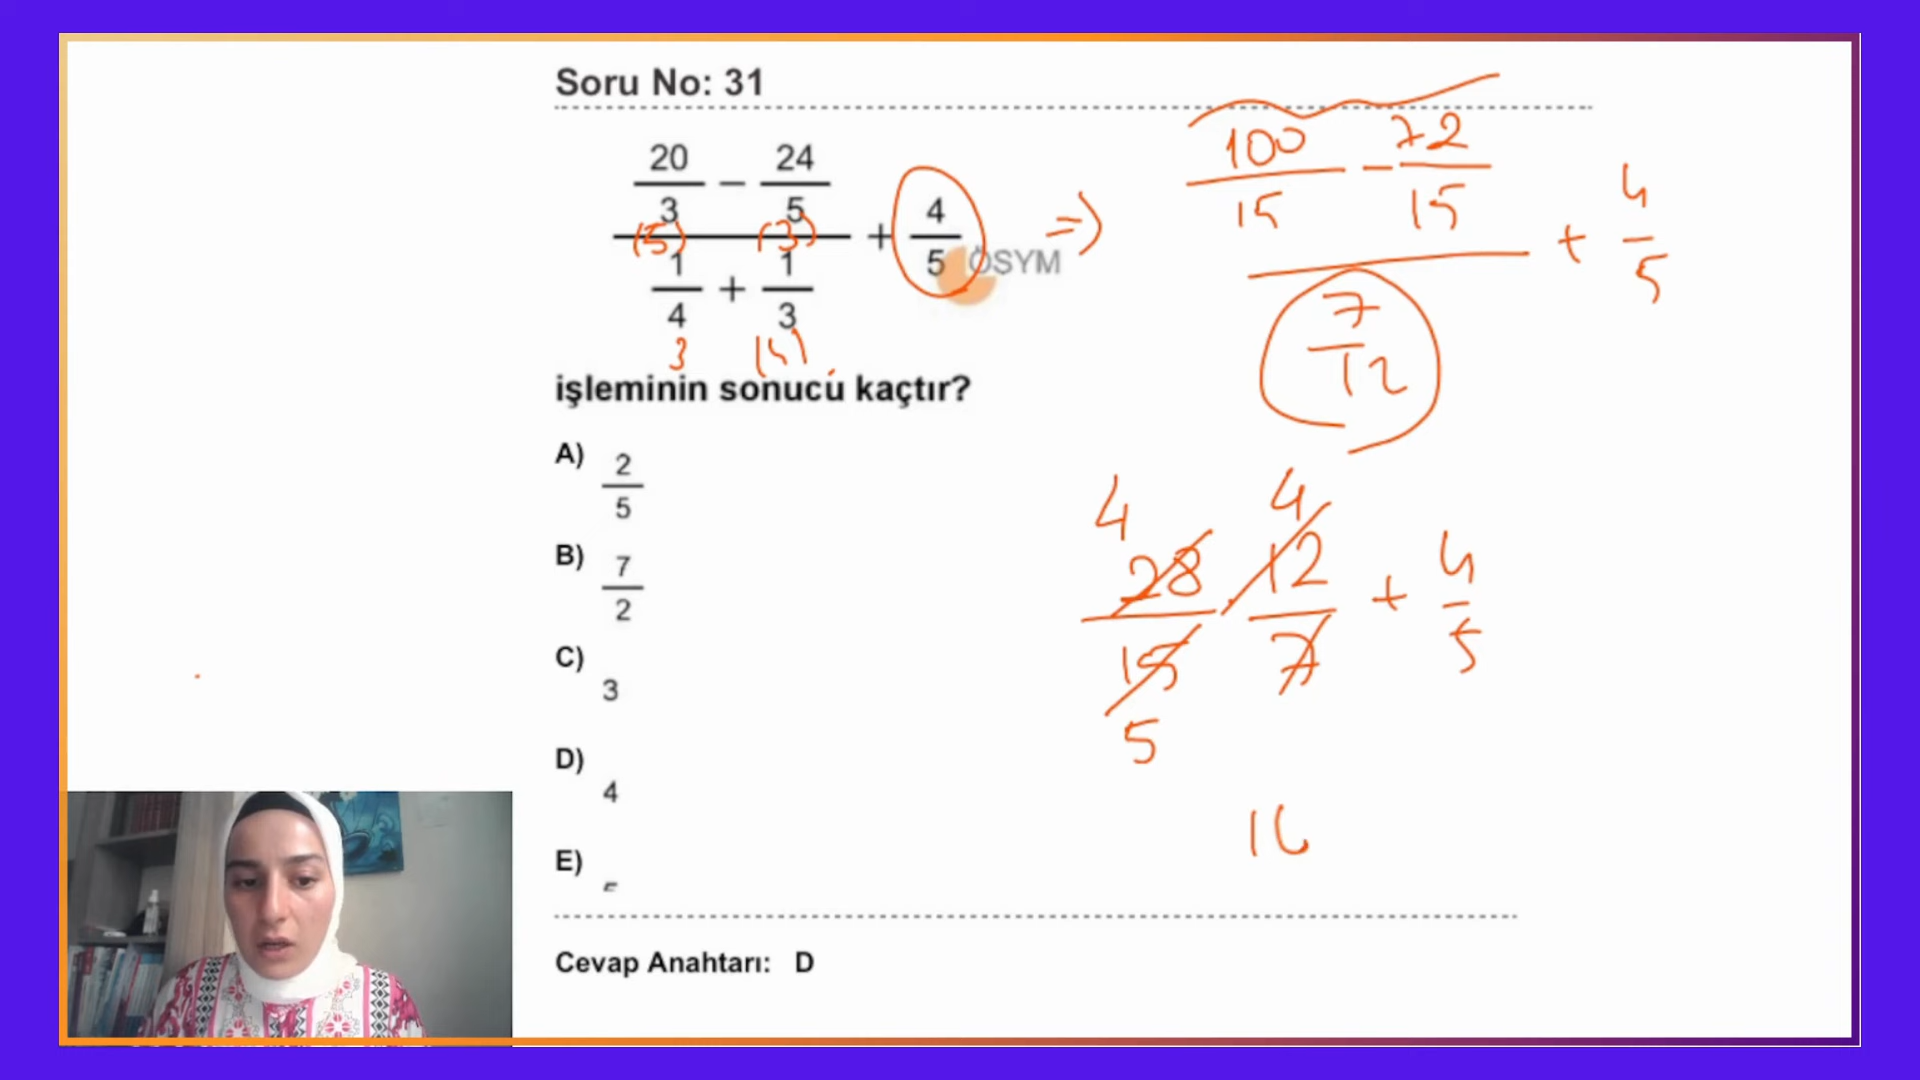 Soru No: 31
20/3 − 24/5
(5) (3)
1/4 + 1/3
3 (4)
+ 4/5
ÖSYM
=> 100/15 − 72/15
7/12
+ 4/5
işleminin sonucu kaçtır?
A) 2/5
B) 7/2
C) 3
D) 4
E)
4 4
28/15 . 12/7 + 4/5
5
16
Cevap Anahtarı: D